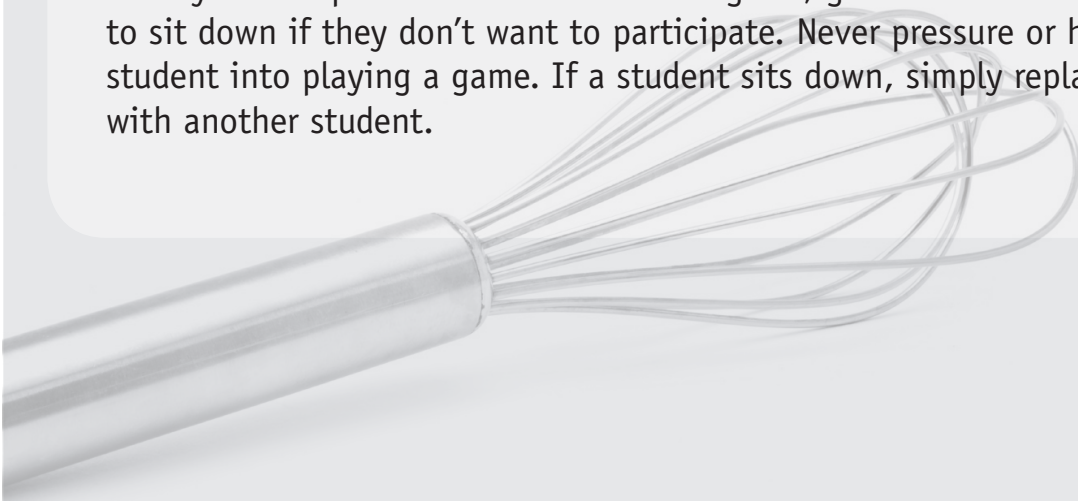 to sit down if they don’t want to participate. Never pressure or
student into playing a game. If a student sits down, simply
with another student.